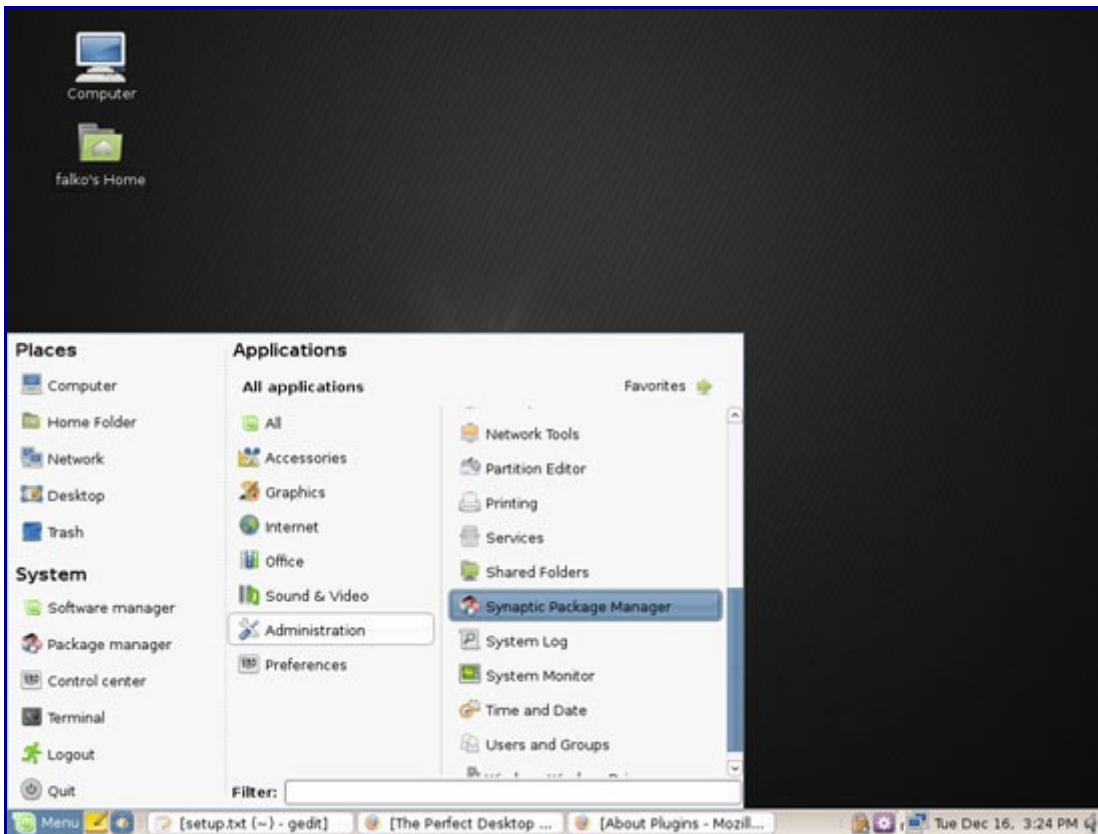 Computer
falko's Home
Places
Computer
Home Folder
Network
Desktop
Trash
System
Software manager
Package manager
Control center
Terminal
Logout
Quit
Applications
All applications
Favorites
All
Accessories
Graphics
Internet
Office
Sound & Video
Administration
Preferences
Network Tools
Partition Editor
Printing
Services
Shared Folders
Synaptic Package Manager
System Log
System Monitor
Time and Date
Users and Groups
Filter:
Menu
[setup.txt (~) - gedit]
[The Perfect Desktop ...
[About Plugins - Mozill...
Tue Dec 16, 3:24 PM